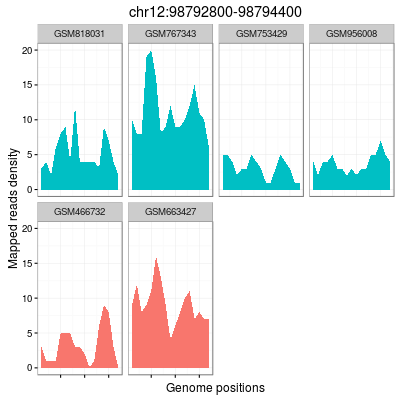 chr12:98792800-98794400
GSM818031 GSM767343 GSM753429 GSM956008
20
15
10
5
0
Mapped reads density
GSM466732 GSM663427
20
15
10
5
0
Genome positions